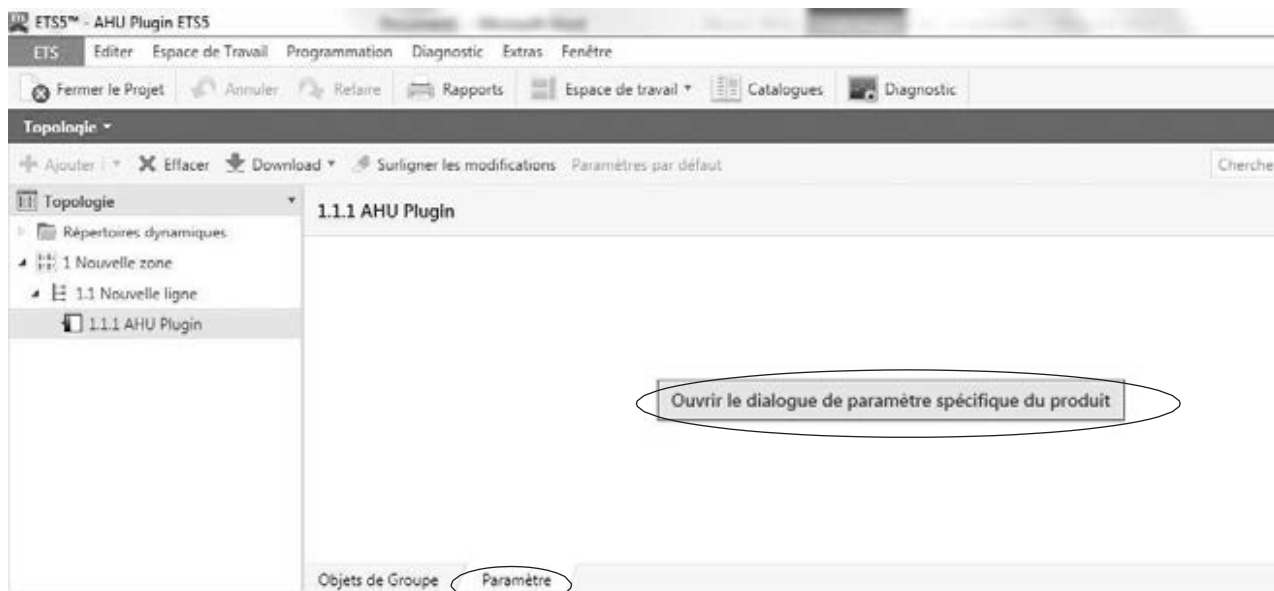 ETS5™ - AHU Plugin ETS5
ETS Editer Espace de Travail Programmation Diagnostic Extras Fenêtre
Fermer le Projet Annuler Refaire Rapports Espace de travail Catalogues Diagnostic
Topologie
Ajouter Effacer Download Surligner les modifications Paramètres par défaut Cherche
Topologie
1.1.1 AHU Plugin
Répertoires dynamiques
1 Nouvelle zone
1.1 Nouvelle ligne
1.1.1 AHU Plugin
Ouvrir le dialogue de paramètre spécifique du produit
Objets de Groupe Paramètre